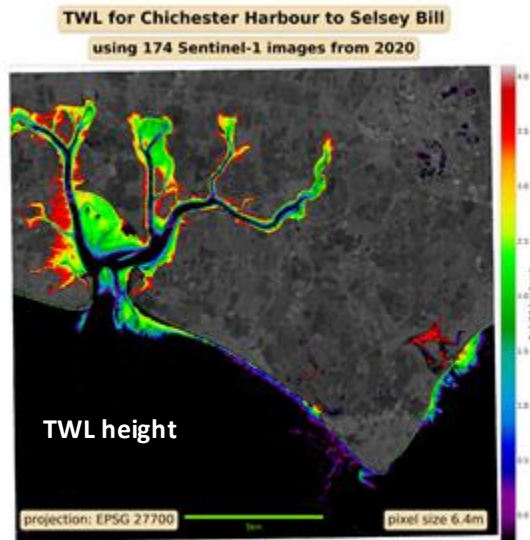 TWL for Chichester Harbour to Selsey Bill
using 174 Sentinel-1 images from 2020
TWL height
projection: EPSG 27700
5km
pixel size 6.4m